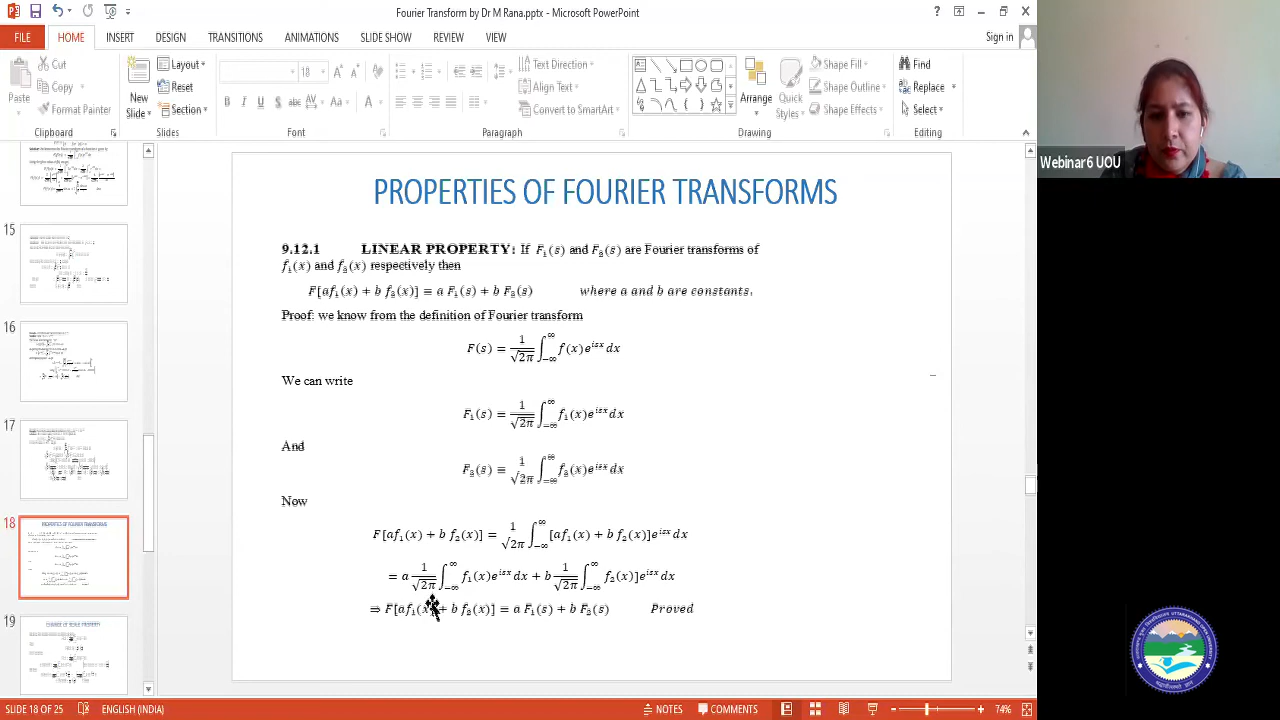 Fourier Transform by Dr M Rana.pptx - Microsoft PowerPoint
FILE HOME INSERT DESIGN TRANSITIONS ANIMATIONS SLIDE SHOW REVIEW VIEW
Sign in
Cut
Copy
Format Painter
Paste
Clipboard
New Slide
Layout
Reset
Section
Slides
18
Font
Text Direction
Align Text
Convert to SmartArt
Paragraph
Arrange
Quick Styles
Shape Fill
Shape Outline
Shape Effects
Drawing
Find
Replace
Select
Editing
Webinar6 UOU
15
16
17
18
19
PROPERTIES OF FOURIER TRANSFORMS
9.12.1 LINEAR PROPERTY: If F₁(s) and F₂(s) are Fourier transforms of
f₁(x) and f₂(x) respectively then
F[af₁(x) + b f₂(x)] = a F₁(s) + b F₂(s) where a and b are constants.
Proof: we know from the definition of Fourier transform
F(s) = 1/√2π ∫_{-∞}^{∞} f(x)e^{isx}dx
We can write
F₁(s) = 1/√2π ∫_{-∞}^{∞} f₁(x)e^{isx}dx
And
F₂(s) = 1/√2π ∫_{-∞}^{∞} f₂(x)e^{isx}dx
Now
F[af₁(x) + b f₂(x)] = 1/√2π ∫_{-∞}^{∞} [af₁(x) + b f₂(x)]e^{isx}dx
= a 1/√2π ∫_{-∞}^{∞} f₁(x)e^{isx}dx + b 1/√2π ∫_{-∞}^{∞} f₂(x)]e^{isx}dx
⇒ F[af₁(x) + b f₂(x)] = a F₁(s) + b F₂(s) Proved
SLIDE 18 OF 25 ENGLISH (INDIA) NOTES COMMENTS 74%